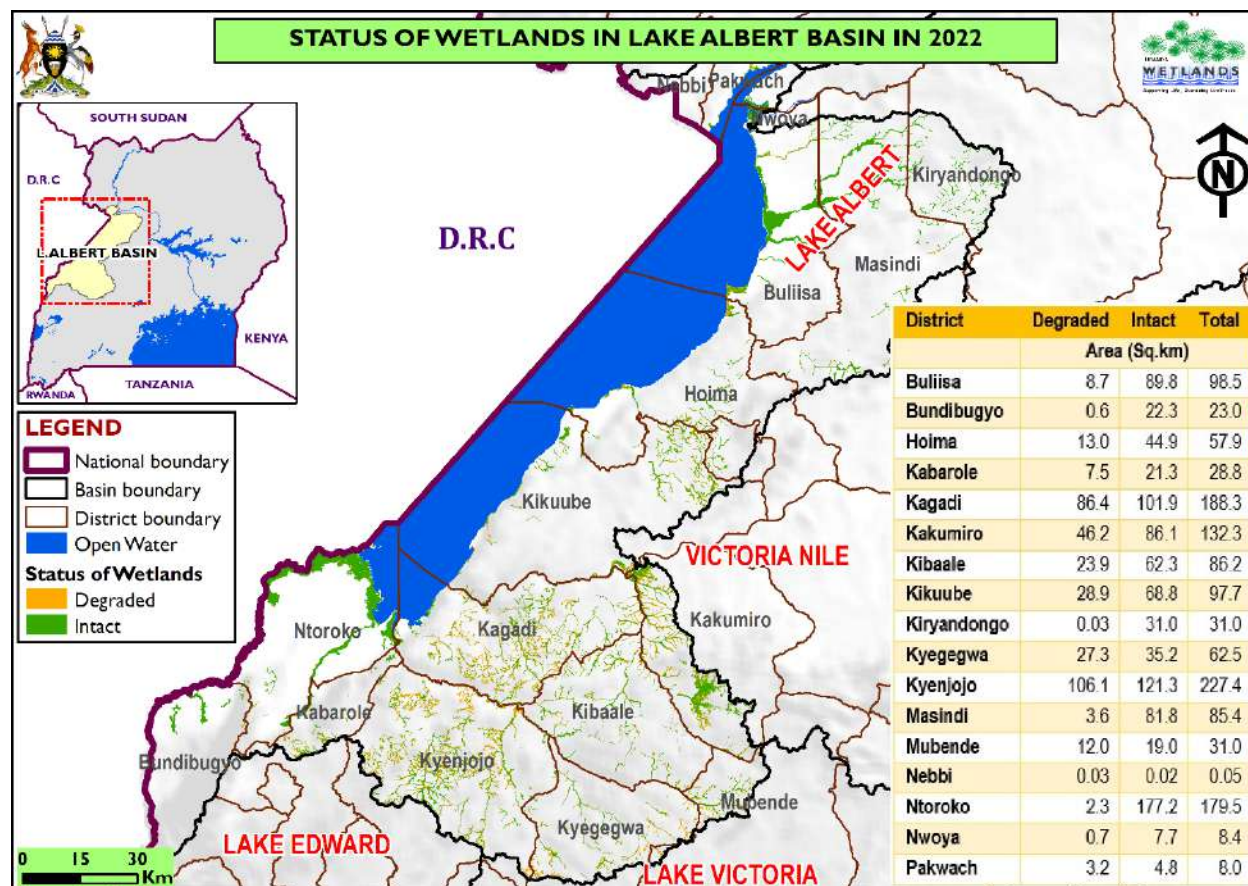 STATUS OF WETLANDS IN LAKE ALBERT BASIN IN 2022
WETLANDS
SOUTH SUDAN
D.R.C
L.ALBERT BASIN
KENYA
TANZANIA
RWANDA
LEGEND
National boundary
Basin boundary
District boundary
Open Water
Status of Wetlands
Degraded
Intact
0 15 30
Km
N
D.R.C
Nebbi
Pakwach
Nwoya
Kiryandongo
LAKE ALBERT
Masindi
Buliisa
Hoima
Kikuube
VICTORIA NILE
Kakumiro
Kagadi
Ntoroko
Kibaale
Kabarole
Kyenjojo
Bundibugyo
Mubende
Kyegegwa
LAKE EDWARD
LAKE VICTORIA
District Degraded Intact Total
Area (Sq.km)
Buliisa 8.7 89.8 98.5
Bundibugyo 0.6 22.3 23.0
Hoima 13.0 44.9 57.9
Kabarole 7.5 21.3 28.8
Kagadi 86.4 101.9 188.3
Kakumiro 46.2 86.1 132.3
Kibaale 23.9 62.3 86.2
Kikuube 28.9 68.8 97.7
Kiryandongo 0.03 31.0 31.0
Kyegegwa 27.3 35.2 62.5
Kyenjojo 106.1 121.3 227.4
Masindi 3.6 81.8 85.4
Mubende 12.0 19.0 31.0
Nebbi 0.03 0.02 0.05
Ntoroko 2.3 177.2 179.5
Nwoya 0.7 7.7 8.4
Pakwach 3.2 4.8 8.0